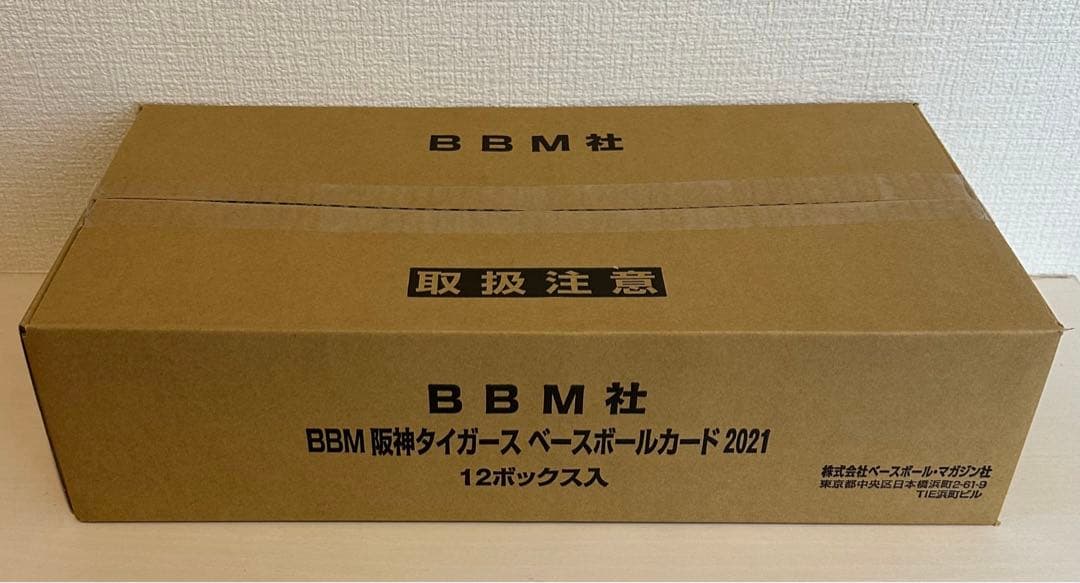 BBM社
取扱注意
BBM社
BBM 阪神タイガース ベースボールカード 2021
12ボックス入
株式会社ベースボール・マガジン社
東京都中央区日本橋浜町2-61-9
TIE浜町ビル